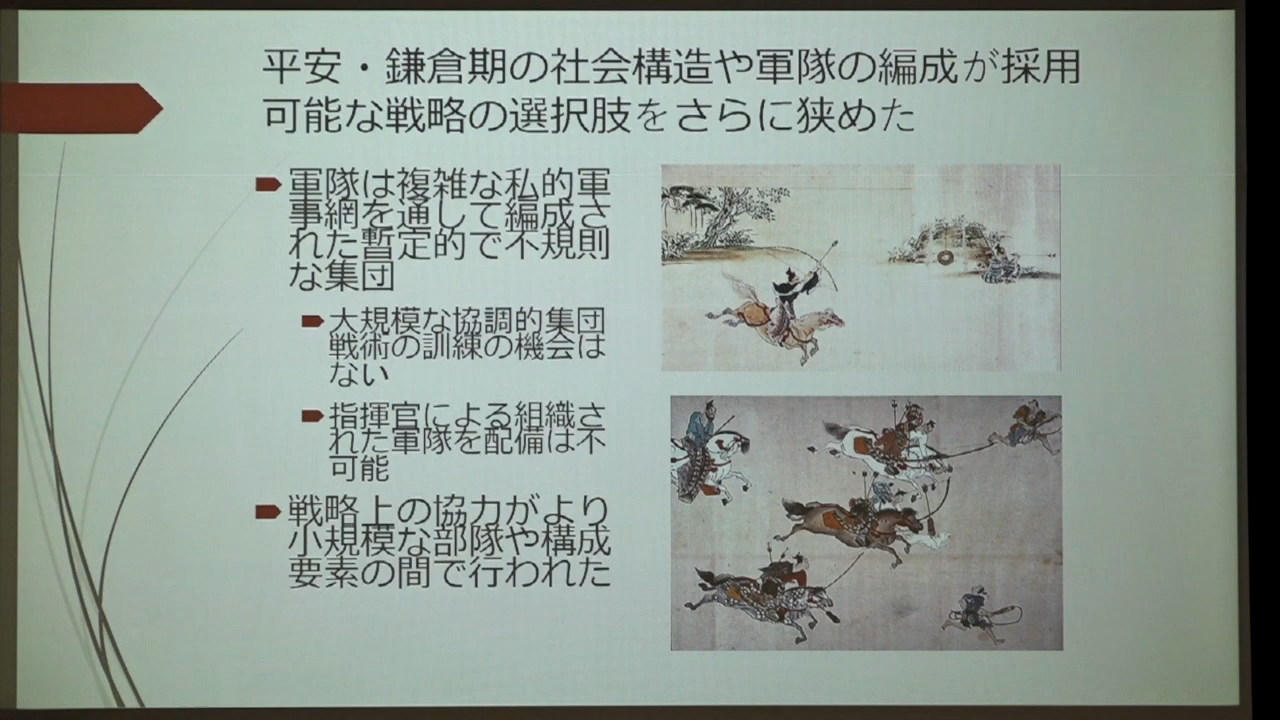 平安・鎌倉期の社会構造や軍隊の編成が採用
可能な戦略の選択肢をさらに狭めた
軍隊は複雑な私的軍
事網を通して編成さ
れた暫定的で不規則
な集団
大規模な協調的集団
戦術の訓練の機会は
ない
指揮官による組織さ
れた軍隊を配備は不
可能
戦略上の協力がより
小規模な部隊や構成
要素の間で行われた